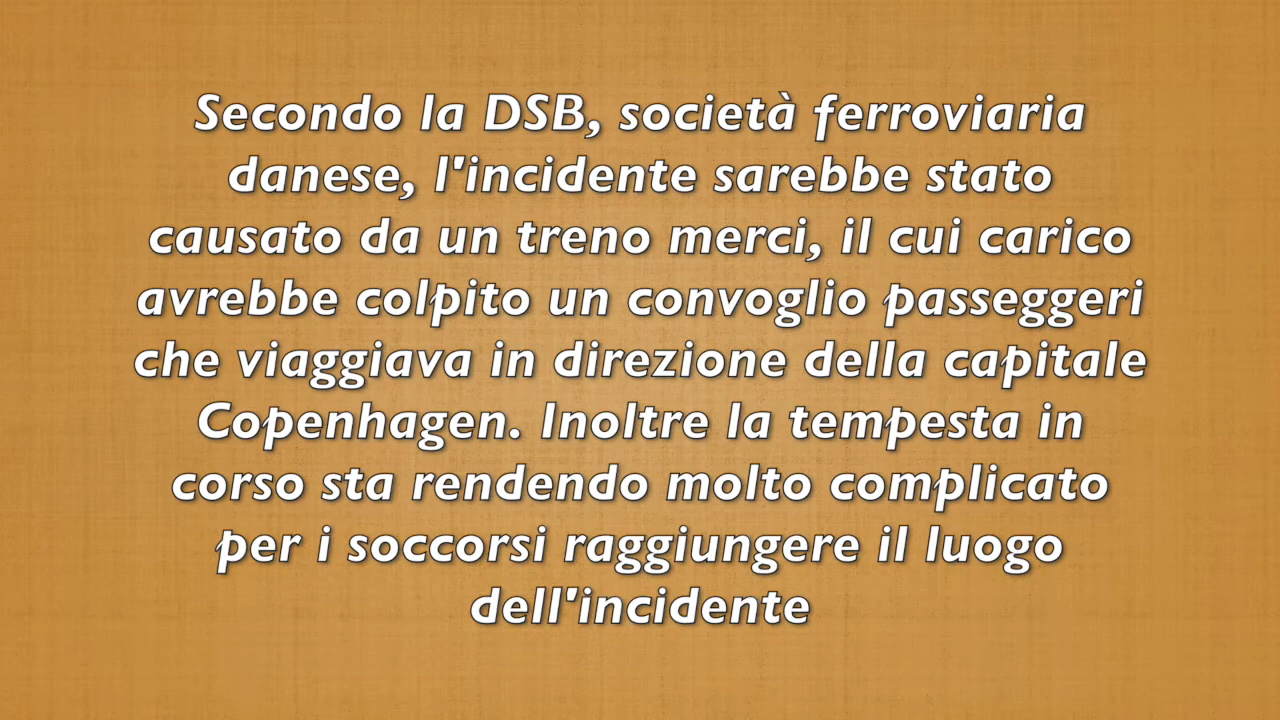 Secondo la DSB, società ferroviaria
danese, l'incidente sarebbe stato
causato da un treno merci, il cui carico
avrebbe colpito un convoglio passeggeri
che viaggiava in direzione della capitale
Copenhagen. Inoltre la tempesta in
corso sta rendendo molto complicato
per i soccorsi raggiungere il luogo
dell'incidente